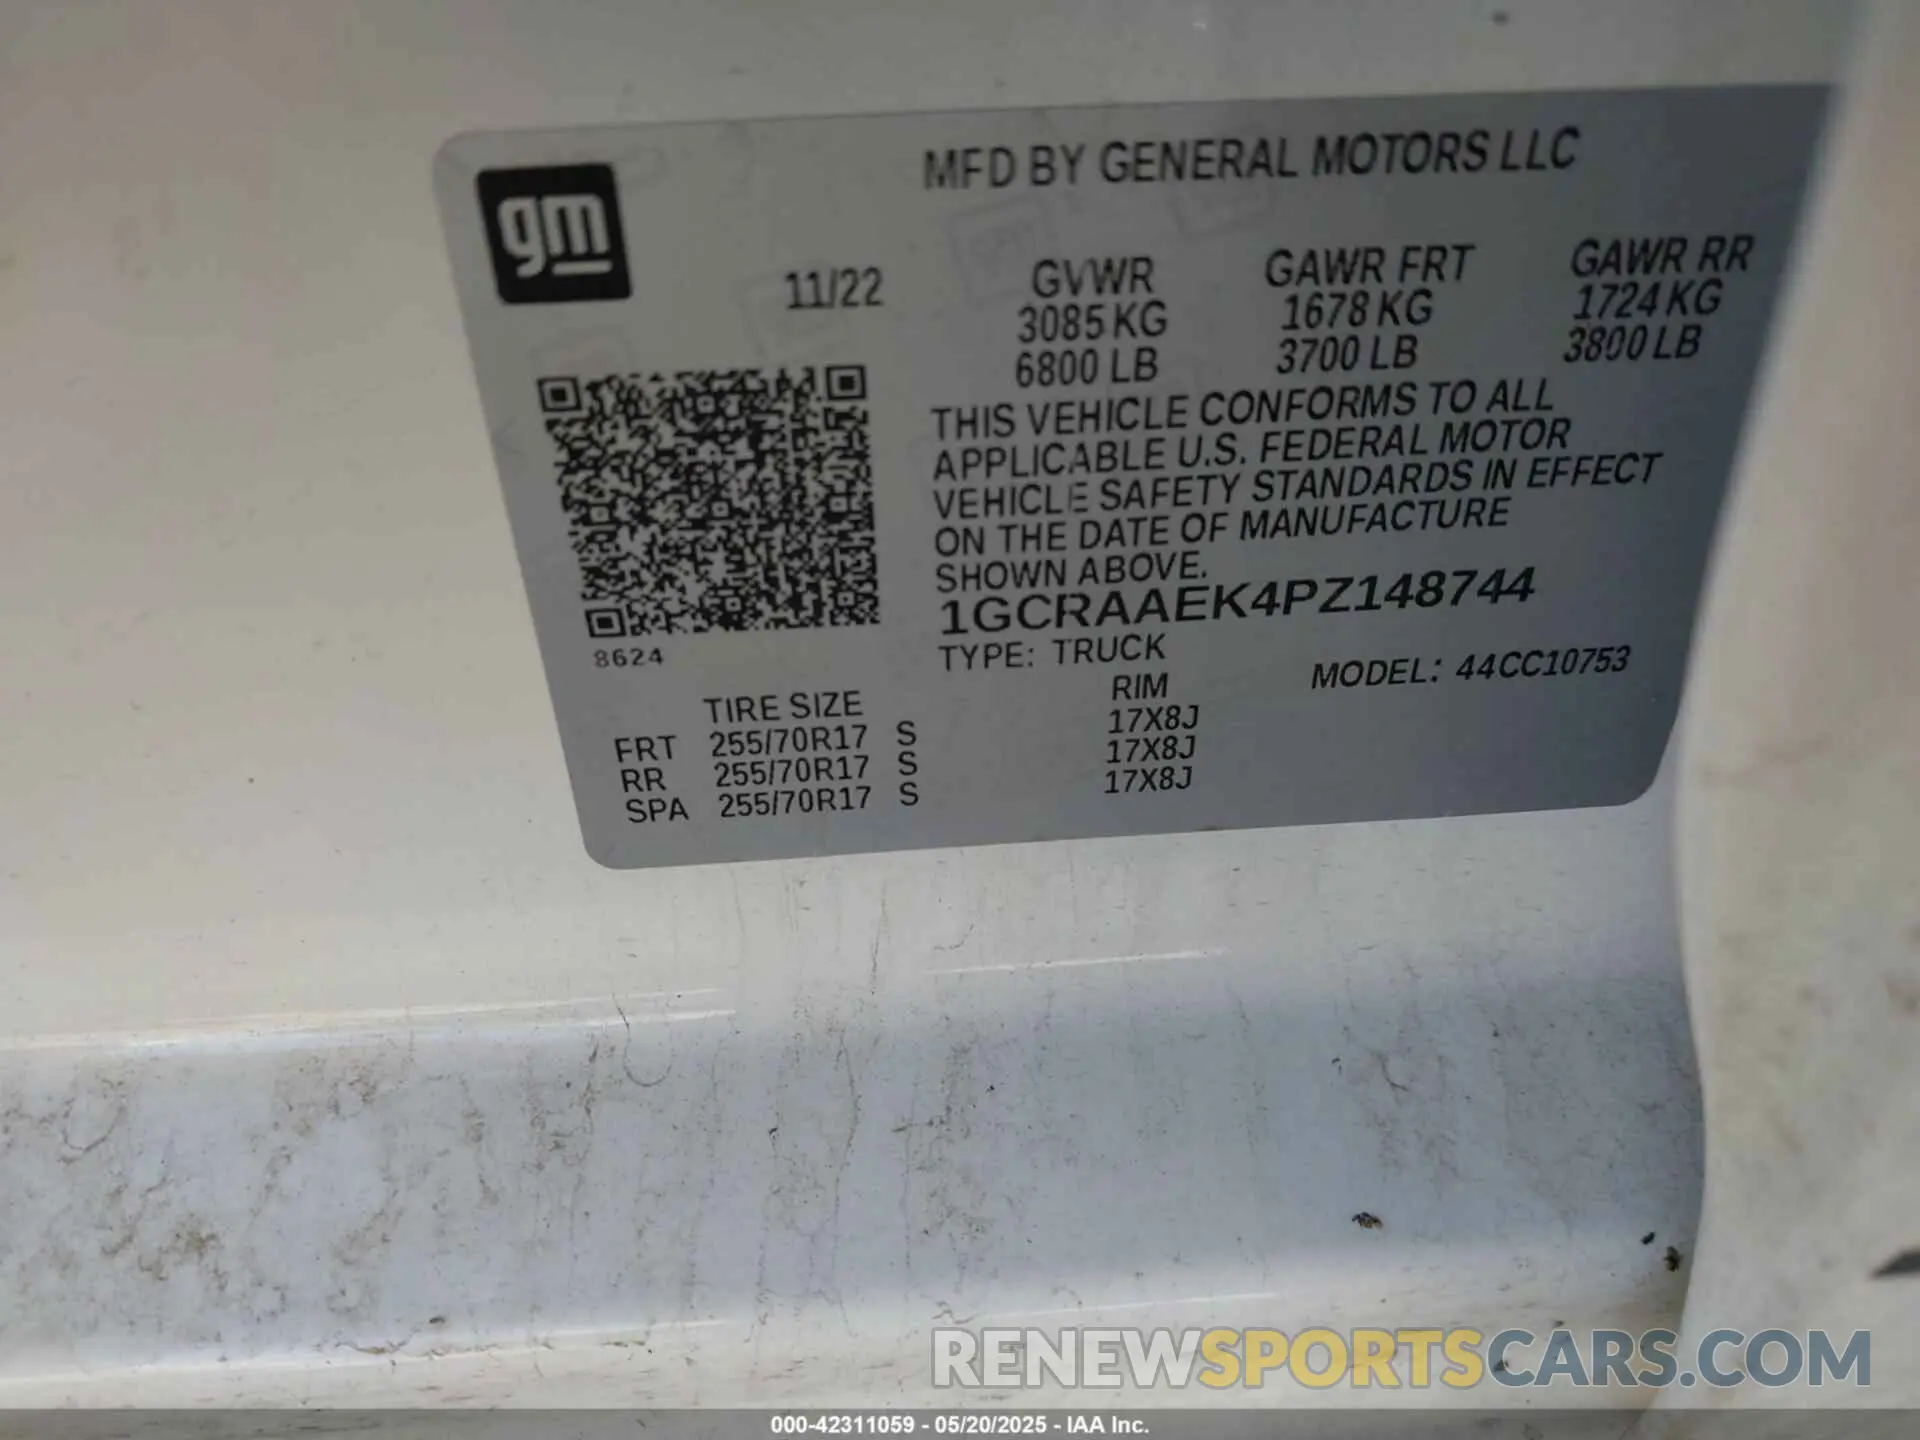 gm
MFD BY GENERAL MOTORS LLC
11/22
GVWR GAWR FRT GAWR RR
3085 KG 1678 KG 1724 KG
6800 LB 3700 LB 3800 LB
THIS VEHICLE CONFORMS TO ALL
APPLICABLE U.S. FEDERAL MOTOR
VEHICLE SAFETY STANDARDS IN EFFECT
ON THE DATE OF MANUFACTURE
SHOWN ABOVE.
1GCRAAEK4PZ148744
8624
TYPE: TRUCK MODEL: 44CC10753
TIRE SIZE RIM
FRT 255/70R17 S 17X8J
RR 255/70R17 S 17X8J
SPA 255/70R17 S 17X8J
RENEWSPORTSCARS.COM
000-42311059 - 05/20/2025 - IAA Inc.